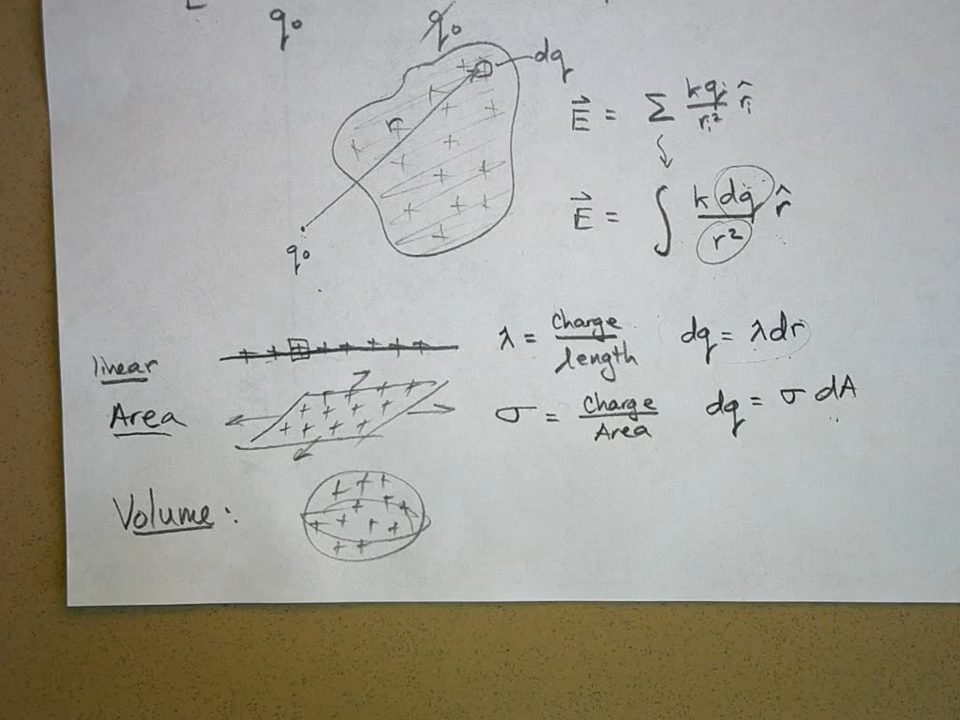 q₀ q₀
dq
r
E⃗ = Σ kqᵢ/rᵢ² r̂ᵢ
E⃗ = ∫ k dq/r² r̂
q₀
linear λ = Charge/length dq = λdr
Area σ = Charge/Area dq = σ dA
Volume: